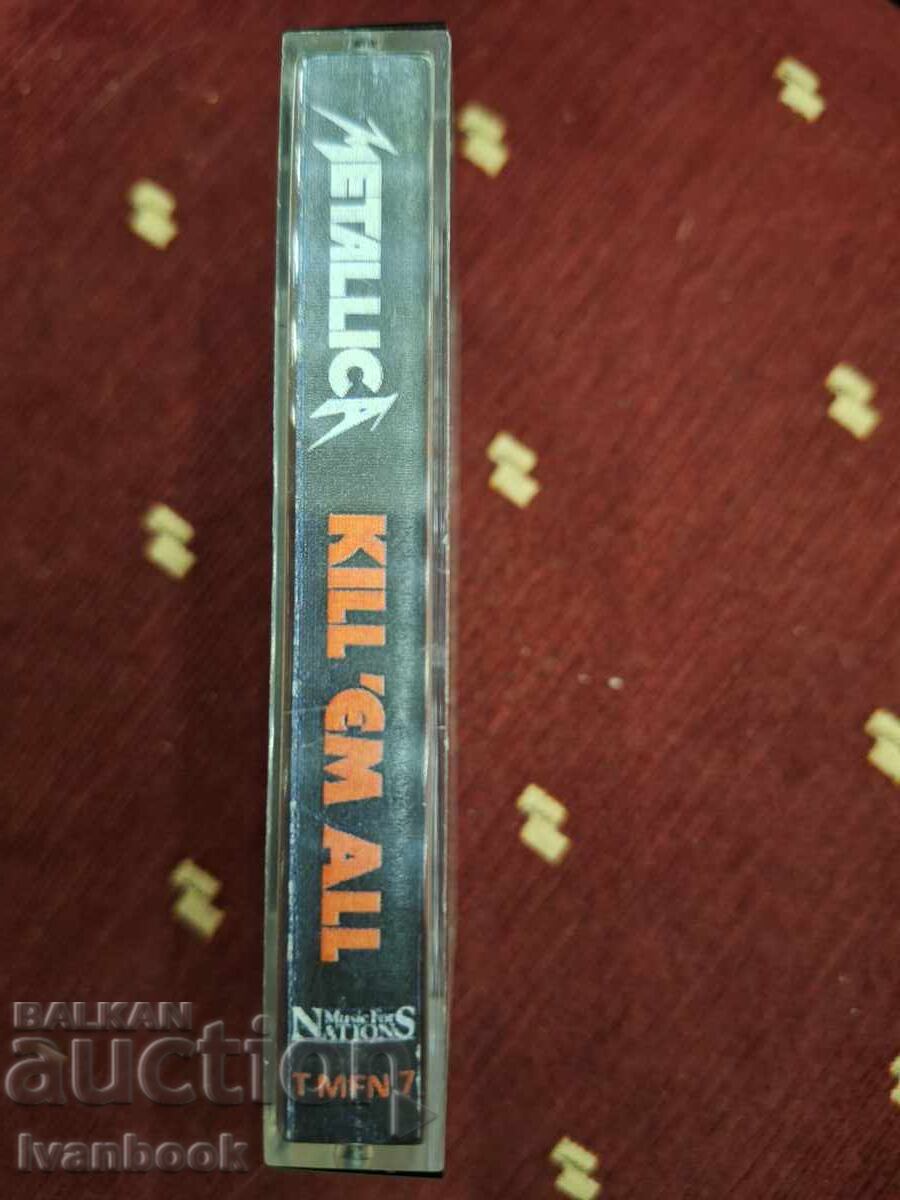 METALLICA
KILL 'EM ALL
Music For
NATIONS
T MFN 7
BALKAN
auction
Ivanbook